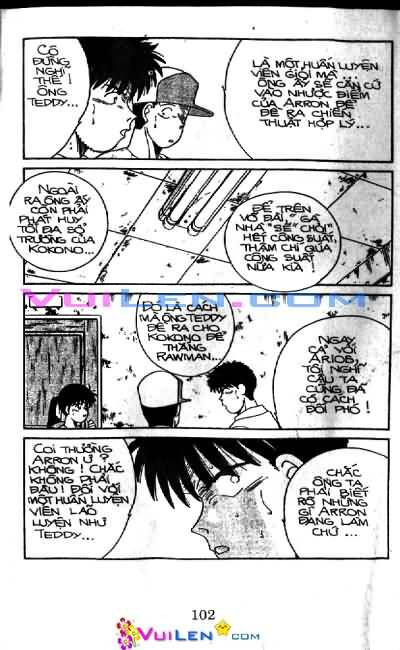 CÔ
ĐỪNG
NGHĨ
THẾ!
ÔNG
TEDDY...
LÀ MỘT HUẤN LUYỆN
VIÊN GIỎI MÀ...
ÔNG ẤY SẼ CĂN CỨ
VÀO NHƯỢC ĐIỂM
CỦA ARRON ĐỂ
ĐỀ RA CHIẾN
THUẬT HỢP LÝ...
NGOÀI
RA ÔNG ẤY
CÒN PHẢI
PHÁT HUY
TỐI ĐA SỞ
TRƯỜNG CỦA
KOKONO...
ĐỂ TRÊN
VÕ ĐÀI, "GÃ
NHÀ" SẼ "CHƠI"
HẾT CÔNG SUẤT,
THẬM CHÍ QUÁ
CÔNG SUẤT
NỮA KIA!
VUILEN.COM
ĐÓ LÀ CÁCH
MÀ ÔNG TEDDY
ĐỀ RA CHO
KOKONO ĐỂ
THẮNG
RAWMAN...
NGAY
CẢ VỚI
ARIOB,
TÔI NGHĨ
CẬU TA
CŨNG ĐÃ
CÓ CÁCH
ĐỐI PHÓ!
COI THƯỜNG
ARRON Ư?
KHÔNG! CHẮC
KHÔNG PHẢI
ĐÂU! ĐỐI VỚI
MỘT HUẤN LUYỆN
VIÊN LÃO
LUYỆN NHƯ
TEDDY...
CHẮC
ÔNG TA
PHẢI BIẾT
RÕ NHỮNG
GÌ ARRON
ĐANG LÀM
CHỨ...
102
VUILEN.COM